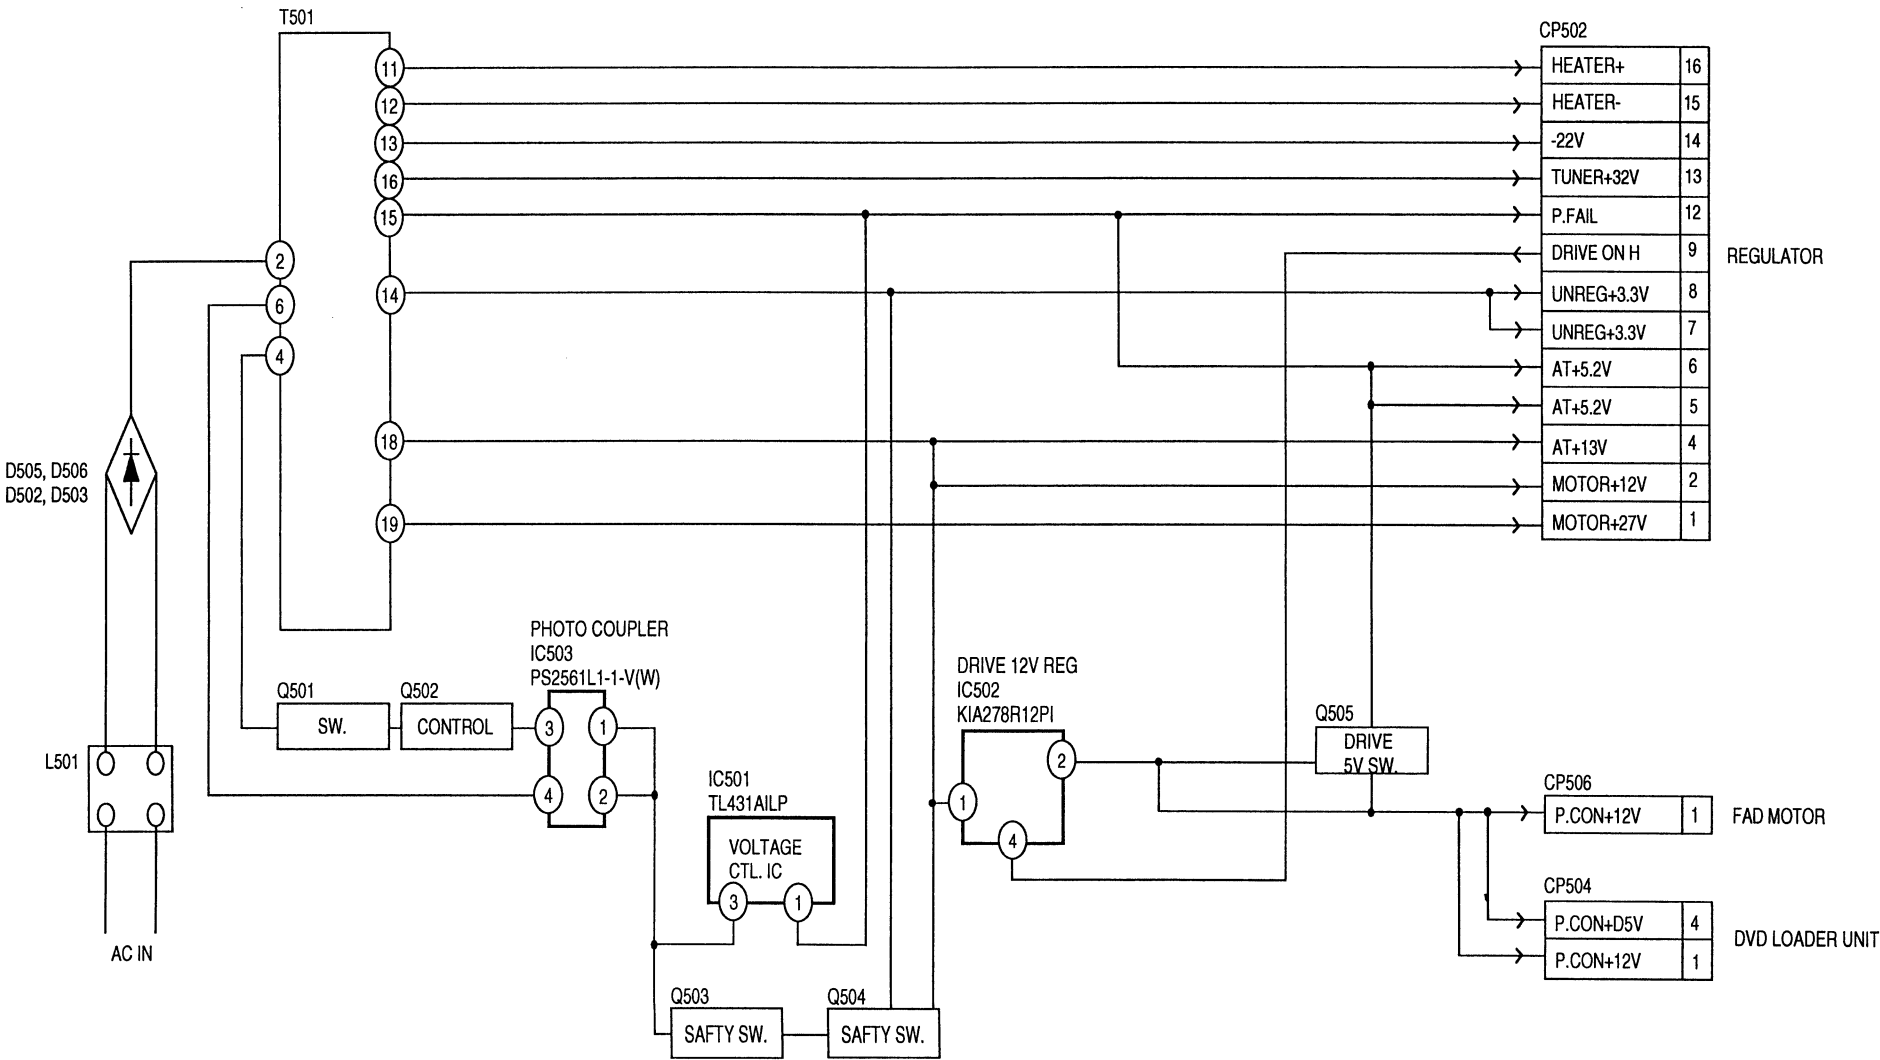 T501
CP502
11
HEATER+ 16
12
HEATER- 15
13
-22V 14
16
TUNER+32V 13
15
P.FAIL 12
DRIVE ON H 9
REGULATOR
2
6
14
UNREG+3.3V 8
UNREG+3.3V 7
4
AT+5.2V 6
AT+5.2V 5
18
AT+13V 4
MOTOR+12V 2
19
MOTOR+27V 1
D505, D506
D502, D503
L501
AC IN
Q501
SW.
Q502
CONTROL
PHOTO COUPLER
IC503
PS2561L1-1-V(W)
3 1
4 2
IC501
TL431AILP
VOLTAGE
CTL. IC
3 1
Q503
SAFTY SW.
Q504
SAFTY SW.
DRIVE 12V REG
IC502
KIA278R12PI
2
1
4
Q505
DRIVE
5V SW.
CP506
P.CON+12V 1
FAD MOTOR
CP504
P.CON+D5V 4
P.CON+12V 1
DVD LOADER UNIT